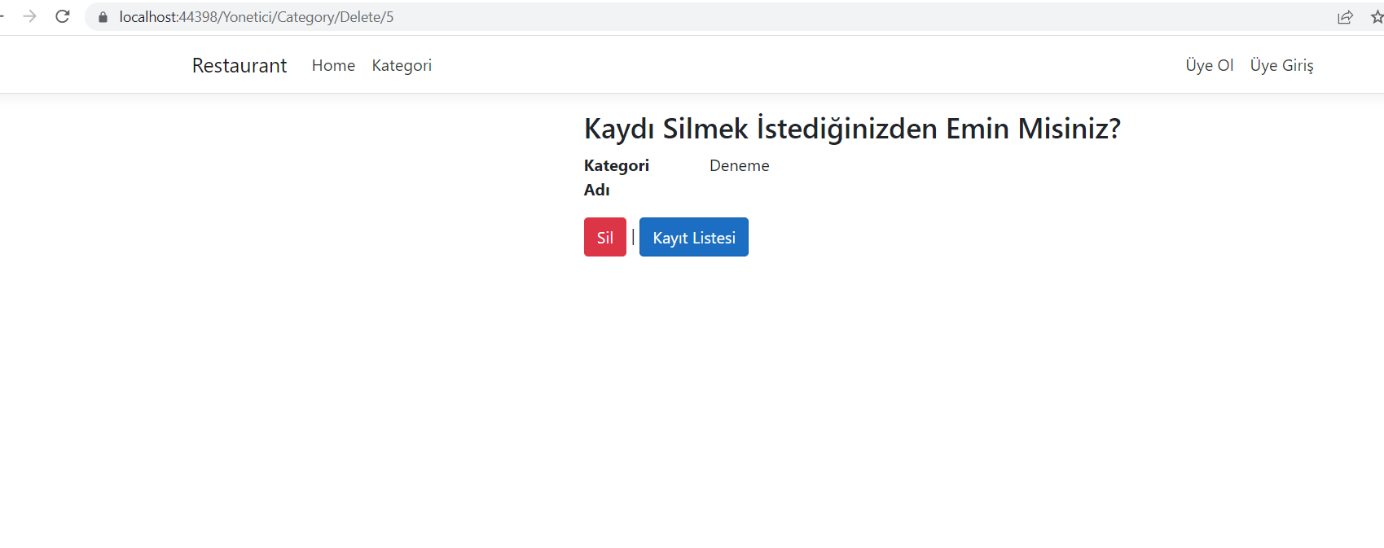 localhost:44398/Yonetici/Category/Delete/5
Restaurant Home Kategori Üye Ol Üye Giriş
Kaydı Silmek İstediğinizden Emin Misiniz?
Kategori Deneme
Adı
Sil | Kayıt Listesi